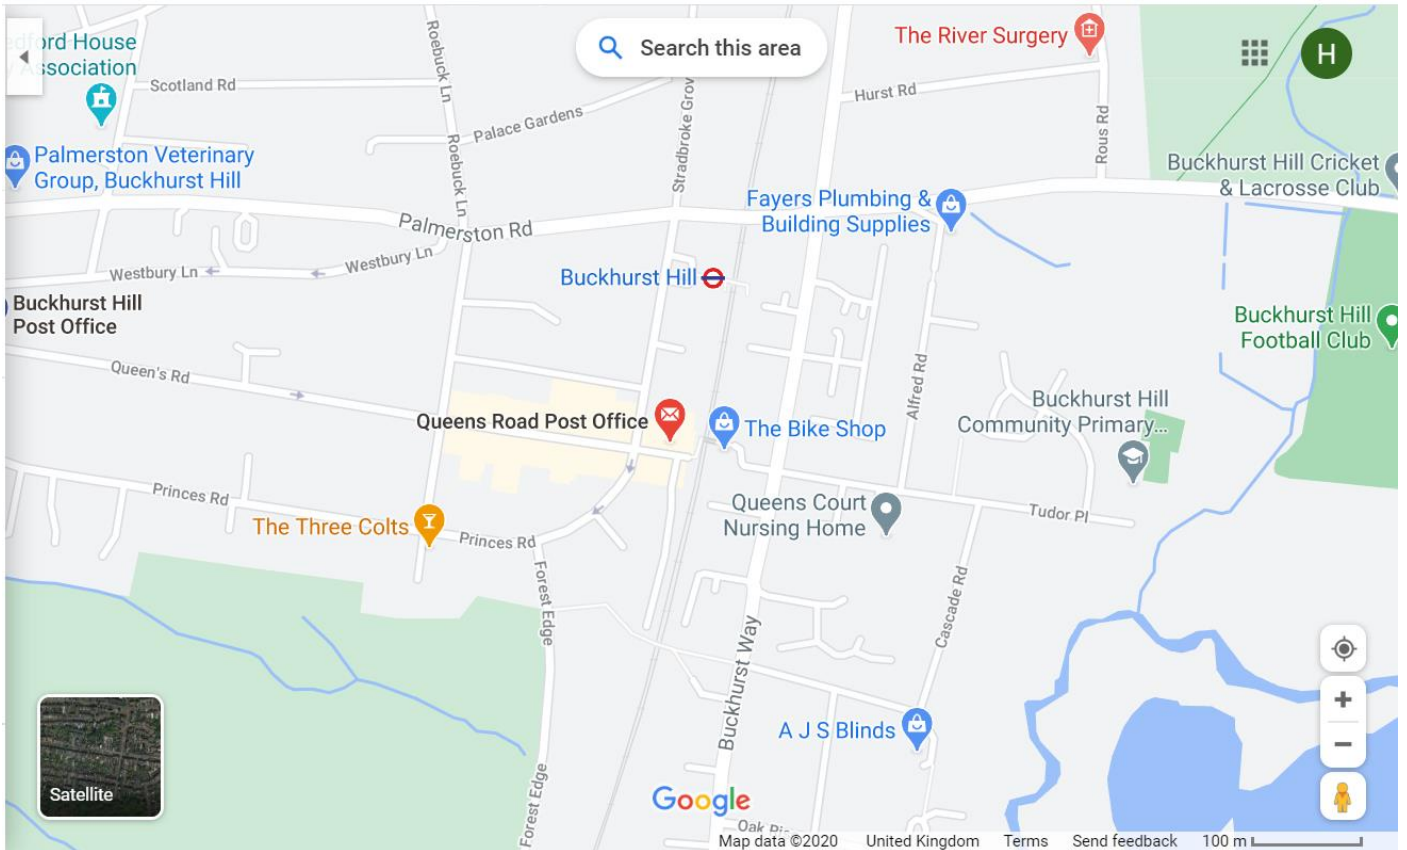 Search this area
The River Surgery
H
edford House
Association
Scotland Rd
Roebuck Ln
Palace Gardens
Stradbroke Grov
Hurst Rd
Rous Rd
Palmerston Veterinary
Group, Buckhurst Hill
Roebuck Ln
Buckhurst Hill Cricket
& Lacrosse Club
Fayers Plumbing &
Building Supplies
Palmerston Rd
Westbury Ln
Westbury Ln
Buckhurst Hill
Buckhurst Hill
Post Office
Buckhurst Hill
Football Club
Queen's Rd
Alfred Rd
Buckhurst Hill
Community Primary...
Queens Road Post Office
The Bike Shop
Princes Rd
The Three Colts
Princes Rd
Queens Court
Nursing Home
Tudor Pl
Forest Edge
Cascade Rd
Buckhurst Way
A J S Blinds
Forest Edge
Satellite
Google
Map data ©2020
United Kingdom
Terms
Send feedback
100 m